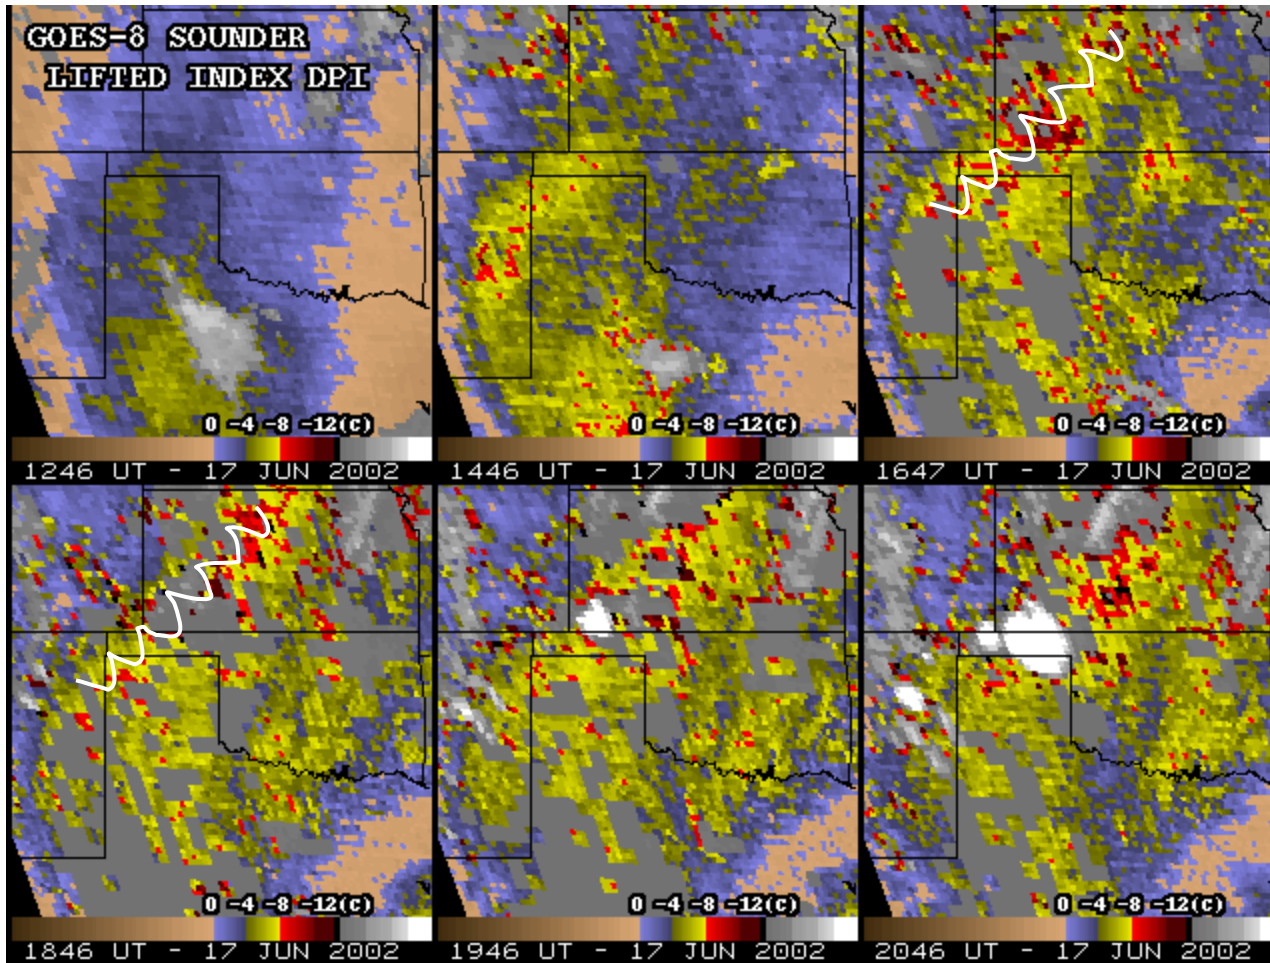 GOES-8 SOUNDER
LIFTED INDEX DPI
0 -4 -8 -12(C)
1246 UT - 17 JUN 2002
0 -4 -8 -12(C)
1446 UT - 17 JUN 2002
0 -4 -8 -12(C)
1647 UT - 17 JUN 2002
0 -4 -8 -12(C)
1846 UT - 17 JUN 2002
0 -4 -8 -12(C)
1946 UT - 17 JUN 2002
0 -4 -8 -12(C)
2046 UT - 17 JUN 2002